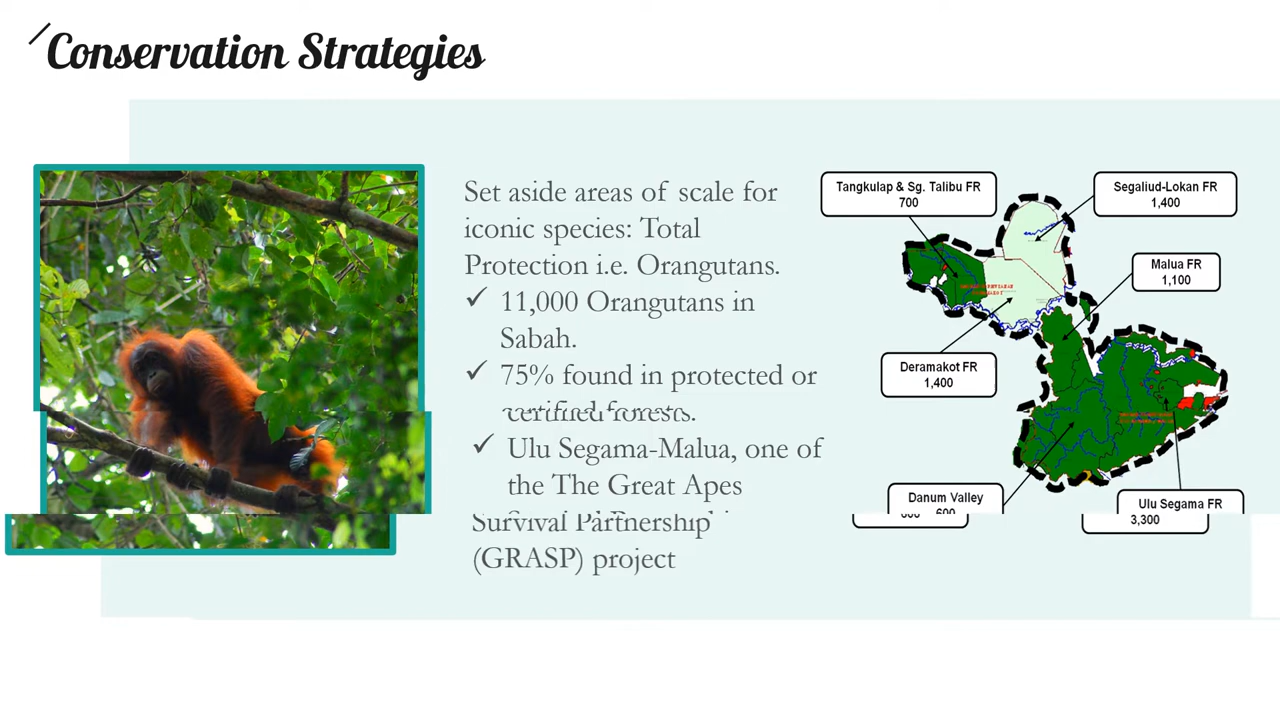 Conservation Strategies
Set aside areas of scale for
iconic species: Total
Protection i.e. Orangutans.
✓ 11,000 Orangutans in
Sabah.
✓ 75% found in protected or
certified forests.
✓ Ulu Segama-Malua, one of
the The Great Apes
Survival Partnership
(GRASP) project
Tangkulap & Sg. Talibu FR
700
Segaliud-Lokan FR
1,400
Malua FR
1,100
Deramakot FR
1,400
Danum Valley
600
Ulu Segama FR
3,300